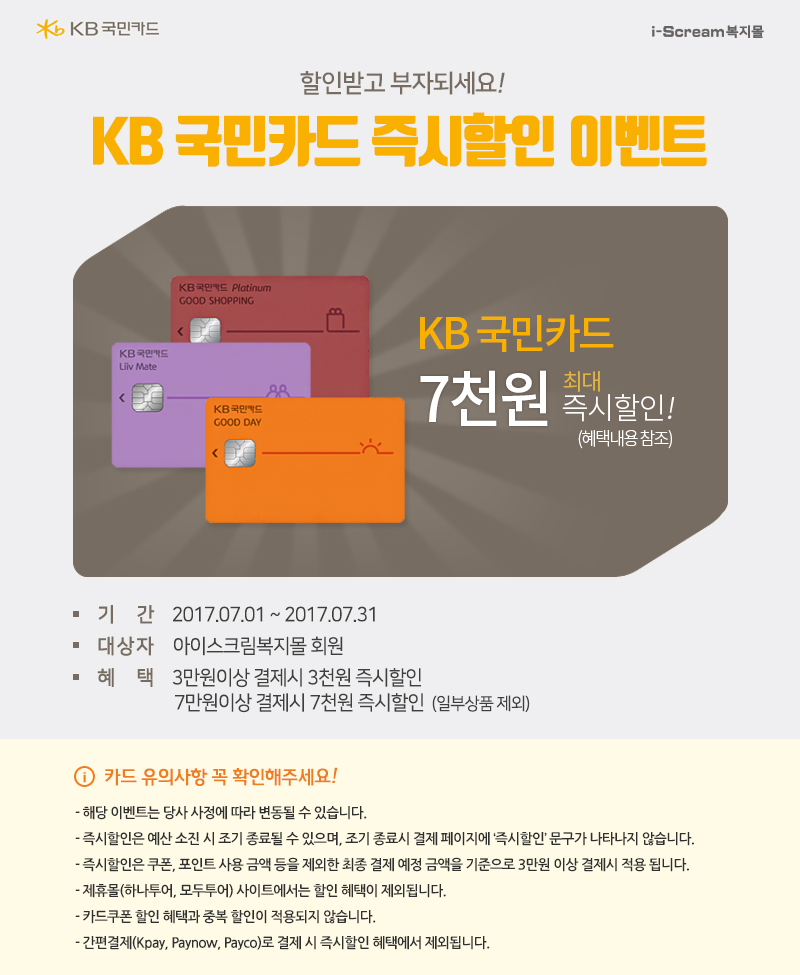 KB 국민카드
i-Scream 복지몰
할인받고 부자되세요!
KB 국민카드 즉시할인 이벤트
KB국민카드 Platinum
GOOD SHOPPING
KB국민카드
Liiv Mate
KB국민카드
GOOD DAY
KB 국민카드
7천원 최대 즉시할인!
(혜택내용 참조)
기 간 2017.07.01 ~ 2017.07.31
대상자 아이스크림복지몰 회원
혜 택 3만원이상 결제시 3천원 즉시할인
7만원이상 결제시 7천원 즉시할인 (일부상품 제외)
카드 유의사항 꼭 확인해주세요!
- 해당 이벤트는 당사 사정에 따라 변동될 수 있습니다.
- 즉시할인은 예산 소진 시 조기 종료될 수 있으며, 조기 종료시 결제 페이지에 '즉시할인' 문구가 나타나지 않습니다.
- 즉시할인은 쿠폰, 포인트 사용 금액 등을 제외한 최종 결제 예정 금액을 기준으로 3만원 이상 결제시 적용 됩니다.
- 제휴몰(하나투어, 모두투어) 사이트에서는 할인 혜택이 제외됩니다.
- 카드쿠폰 할인 혜택과 중복 할인이 적용되지 않습니다.
- 간편결제(Kpay, Paynow, Payco)로 결제 시 즉시할인 혜택에서 제외됩니다.